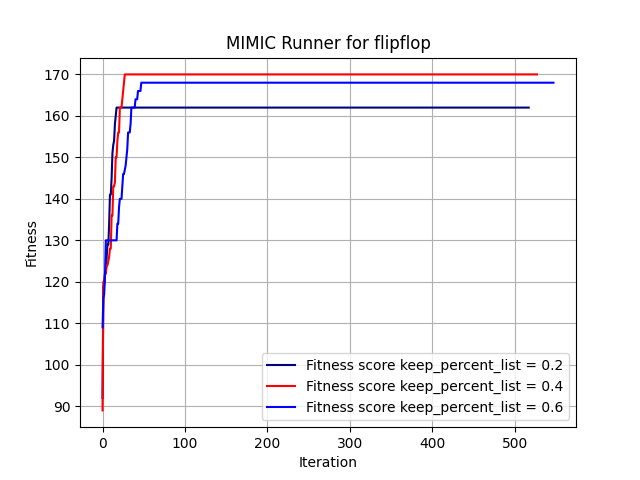 MIMIC Runner for flipflop
Fitness
170
160
150
140
130
120
110
100
90
0
100
200
300
400
500
Iteration
Fitness score keep_percent_list = 0.2
Fitness score keep_percent_list = 0.4
Fitness score keep_percent_list = 0.6